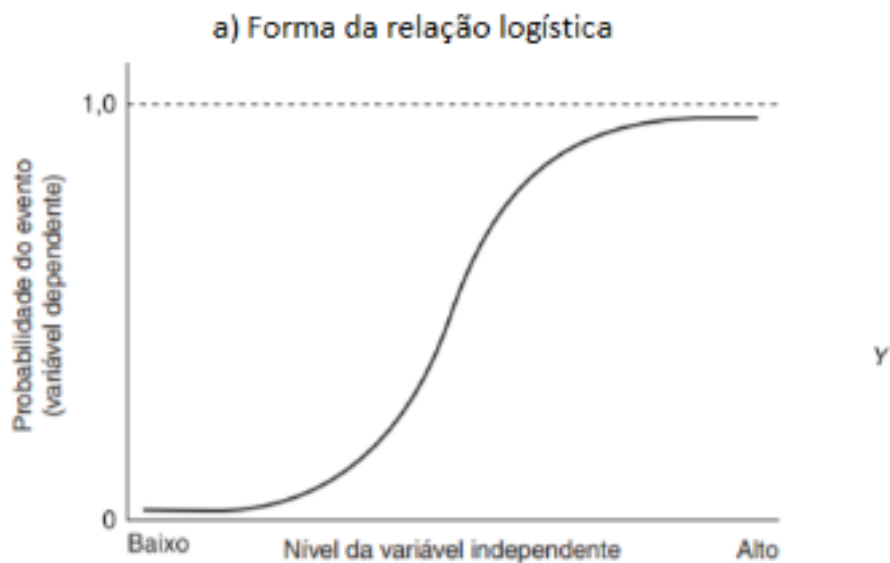 a) Forma da relação logística
1,0
Probabilidade do evento
(variável dependente)
Y
0
Baixo
Nível da variável independente
Alto